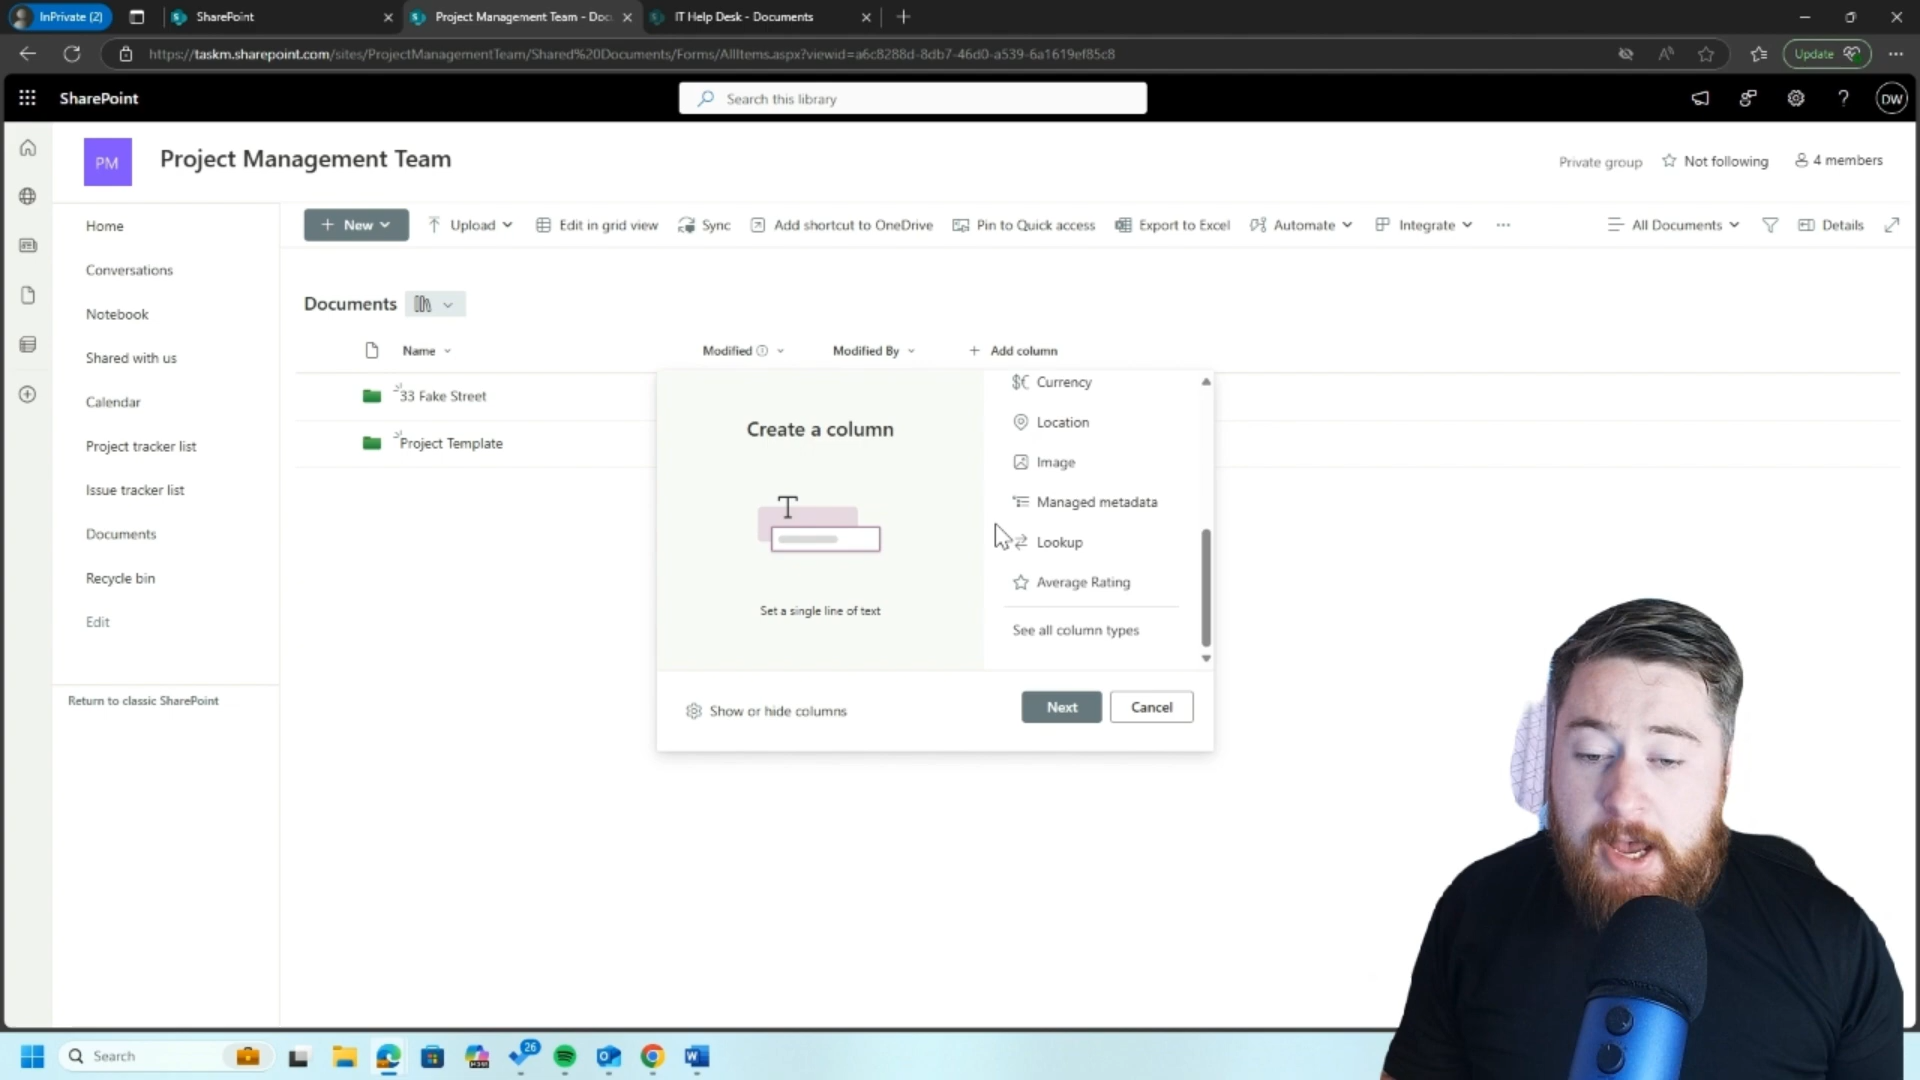 InPrivate (2)
SharePoint
Project Management Team - Doc
IT Help Desk - Documents
https://taskm.sharepoint.com/sites/ProjectManagementTeam/Shared%20Documents/Forms/AllItems.aspx?viewid=a6c8288d-8db7-46d0-a539-6a1619ef85c8
Update
SharePoint
Search this library
DW
PM
Project Management Team
Private group
Not following
4 members
Home
Conversations
Notebook
Shared with us
Calendar
Project tracker list
Issue tracker list
Documents
Recycle bin
Edit
Return to classic SharePoint
New
Upload
Edit in grid view
Sync
Add shortcut to OneDrive
Pin to Quick access
Export to Excel
Automate
Integrate
All Documents
Details
Documents
Name
Modified
Modified By
Add column
33 Fake Street
Project Template
Create a column
T
Set a single line of text
Currency
Location
Image
Managed metadata
Lookup
Average Rating
See all column types
Show or hide columns
Next
Cancel
Search
26